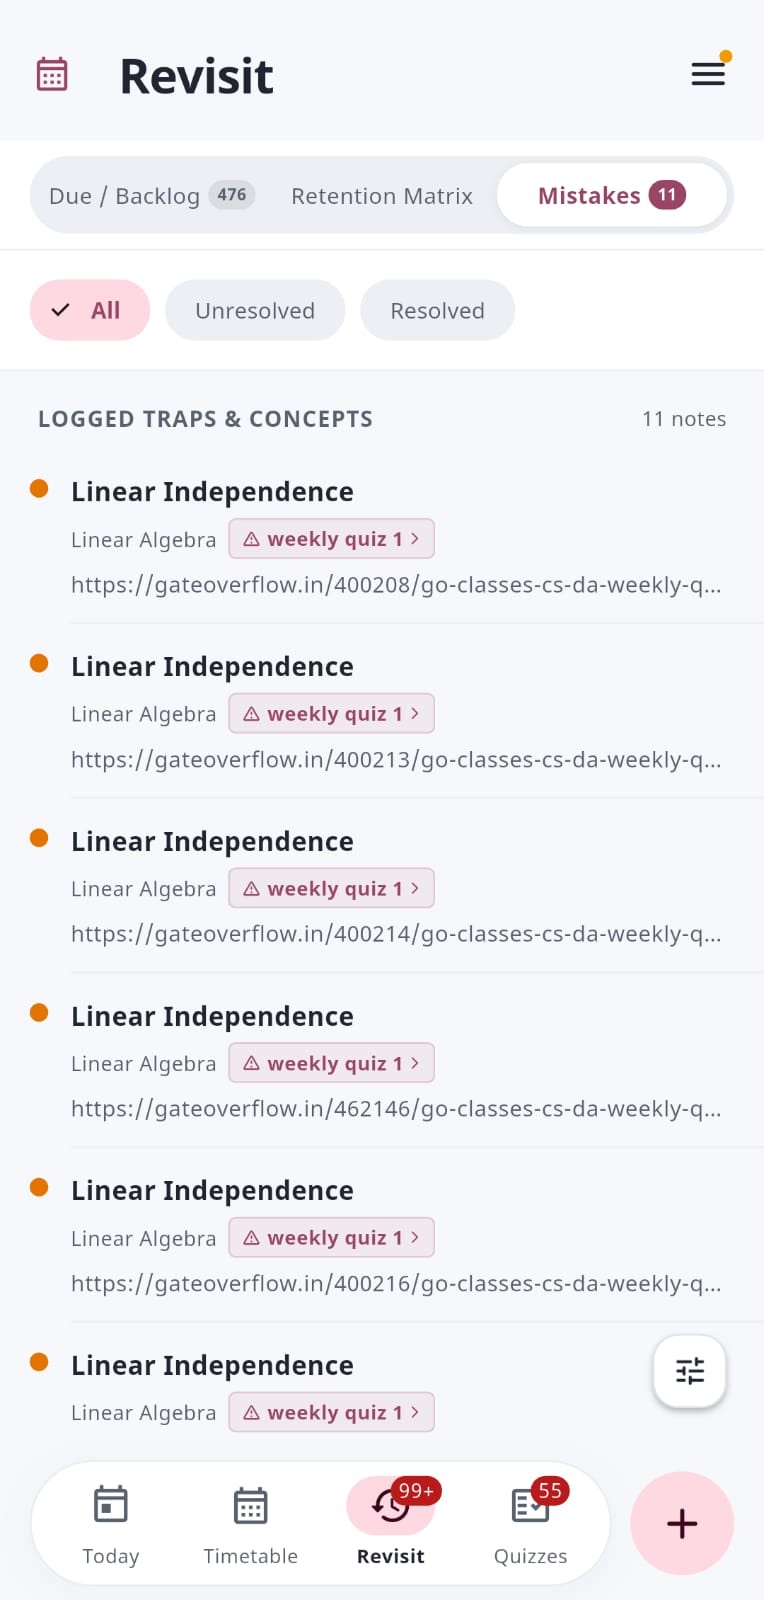 Revisit
Due / Backlog 476 Retention Matrix Mistakes 11
All Unresolved Resolved
LOGGED TRAPS & CONCEPTS 11 notes
Linear Independence
Linear Algebra weekly quiz 1 >
https://gateoverflow.in/400208/go-classes-cs-da-weekly-q...
Linear Independence
Linear Algebra weekly quiz 1 >
https://gateoverflow.in/400213/go-classes-cs-da-weekly-q...
Linear Independence
Linear Algebra weekly quiz 1 >
https://gateoverflow.in/400214/go-classes-cs-da-weekly-q...
Linear Independence
Linear Algebra weekly quiz 1 >
https://gateoverflow.in/462146/go-classes-cs-da-weekly-q...
Linear Independence
Linear Algebra weekly quiz 1 >
https://gateoverflow.in/400216/go-classes-cs-da-weekly-q...
Linear Independence
Linear Algebra weekly quiz 1 >
99+ 55
Today Timetable Revisit Quizzes